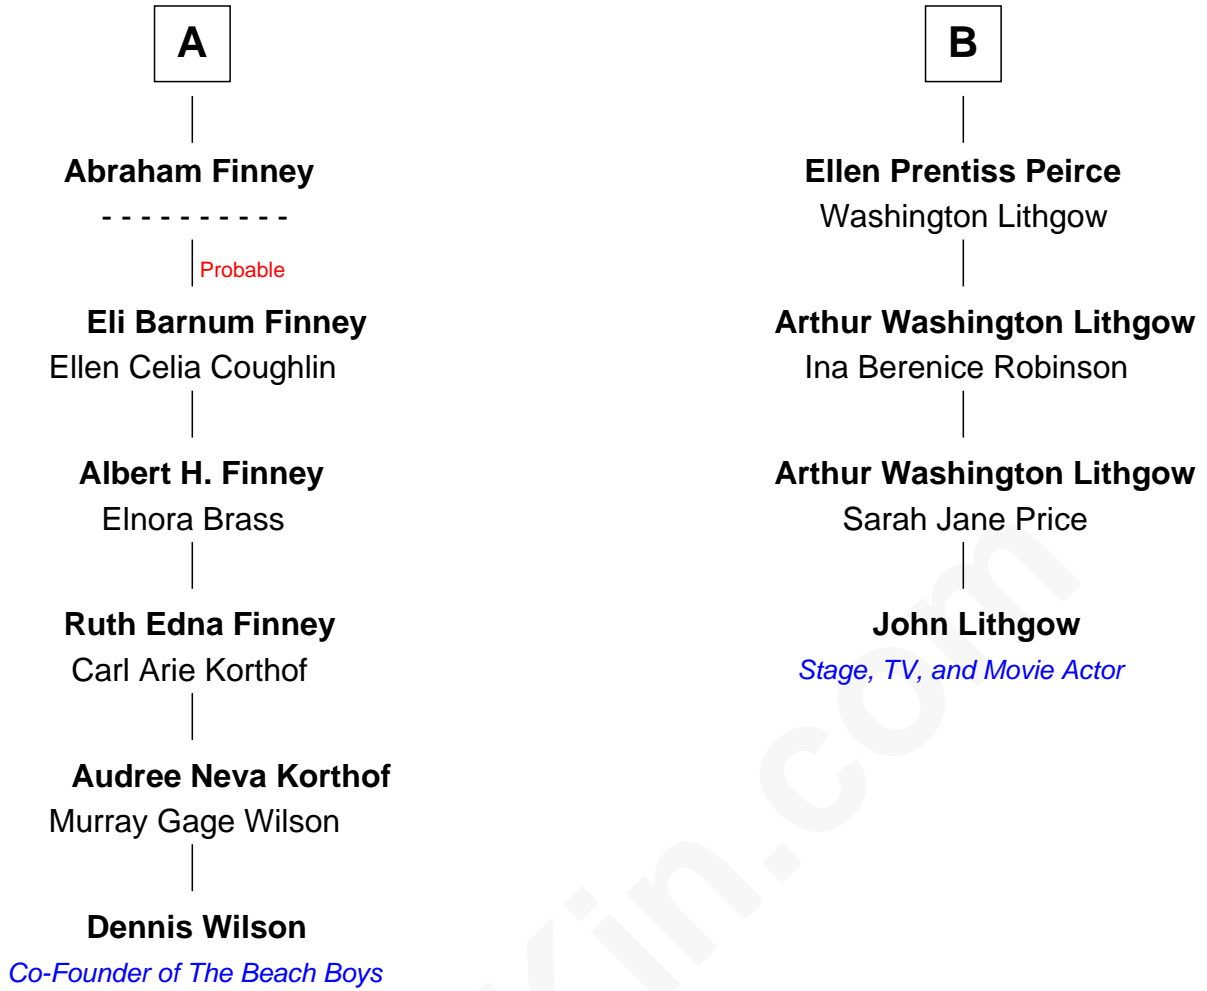 A
Abraham Finney
- - - - - - - - - -
Probable
Eli Barnum Finney
Ellen Celia Coughlin
Albert H. Finney
Elnora Brass
Ruth Edna Finney
Carl Arie Korthof
Audree Neva Korthof
Murray Gage Wilson
Dennis Wilson
Co-Founder of The Beach Boys
B
Ellen Prentiss Peirce
Washington Lithgow
Arthur Washington Lithgow
Ina Berenice Robinson
Arthur Washington Lithgow
Sarah Jane Price
John Lithgow
Stage, TV, and Movie Actor
Kin.com